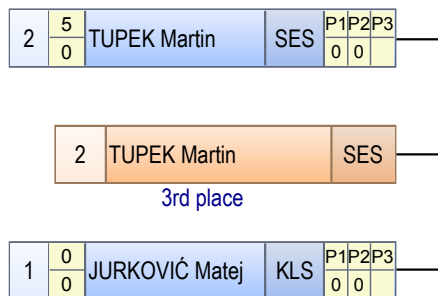 2 5 TUPEK Martin SES P1 P2 P3
0 0 0
2 TUPEK Martin SES
3rd place
1 0 JURKOVIĆ Matej KLS P1 P2 P3
0 0 0